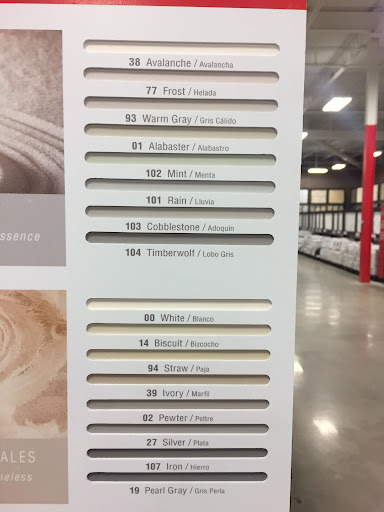 38 Avalanche / Avalancha
77 Frost / Helada
93 Warm Gray / Gris Cálido
01 Alabaster / Alabastro
102 Mint / Menta
101 Rain / Lluvia
103 Cobblestone / Adoquin
104 Timberwolf / Lobo Gris
ssence
00 White / Blanco
14 Biscuit / Bizcocho
94 Straw / Paja
39 Ivory / Marfil
02 Pewter / Peltre
27 Silver / Plata
107 Iron / Hierro
19 Pearl Gray / Gris Perla
ALES
neless